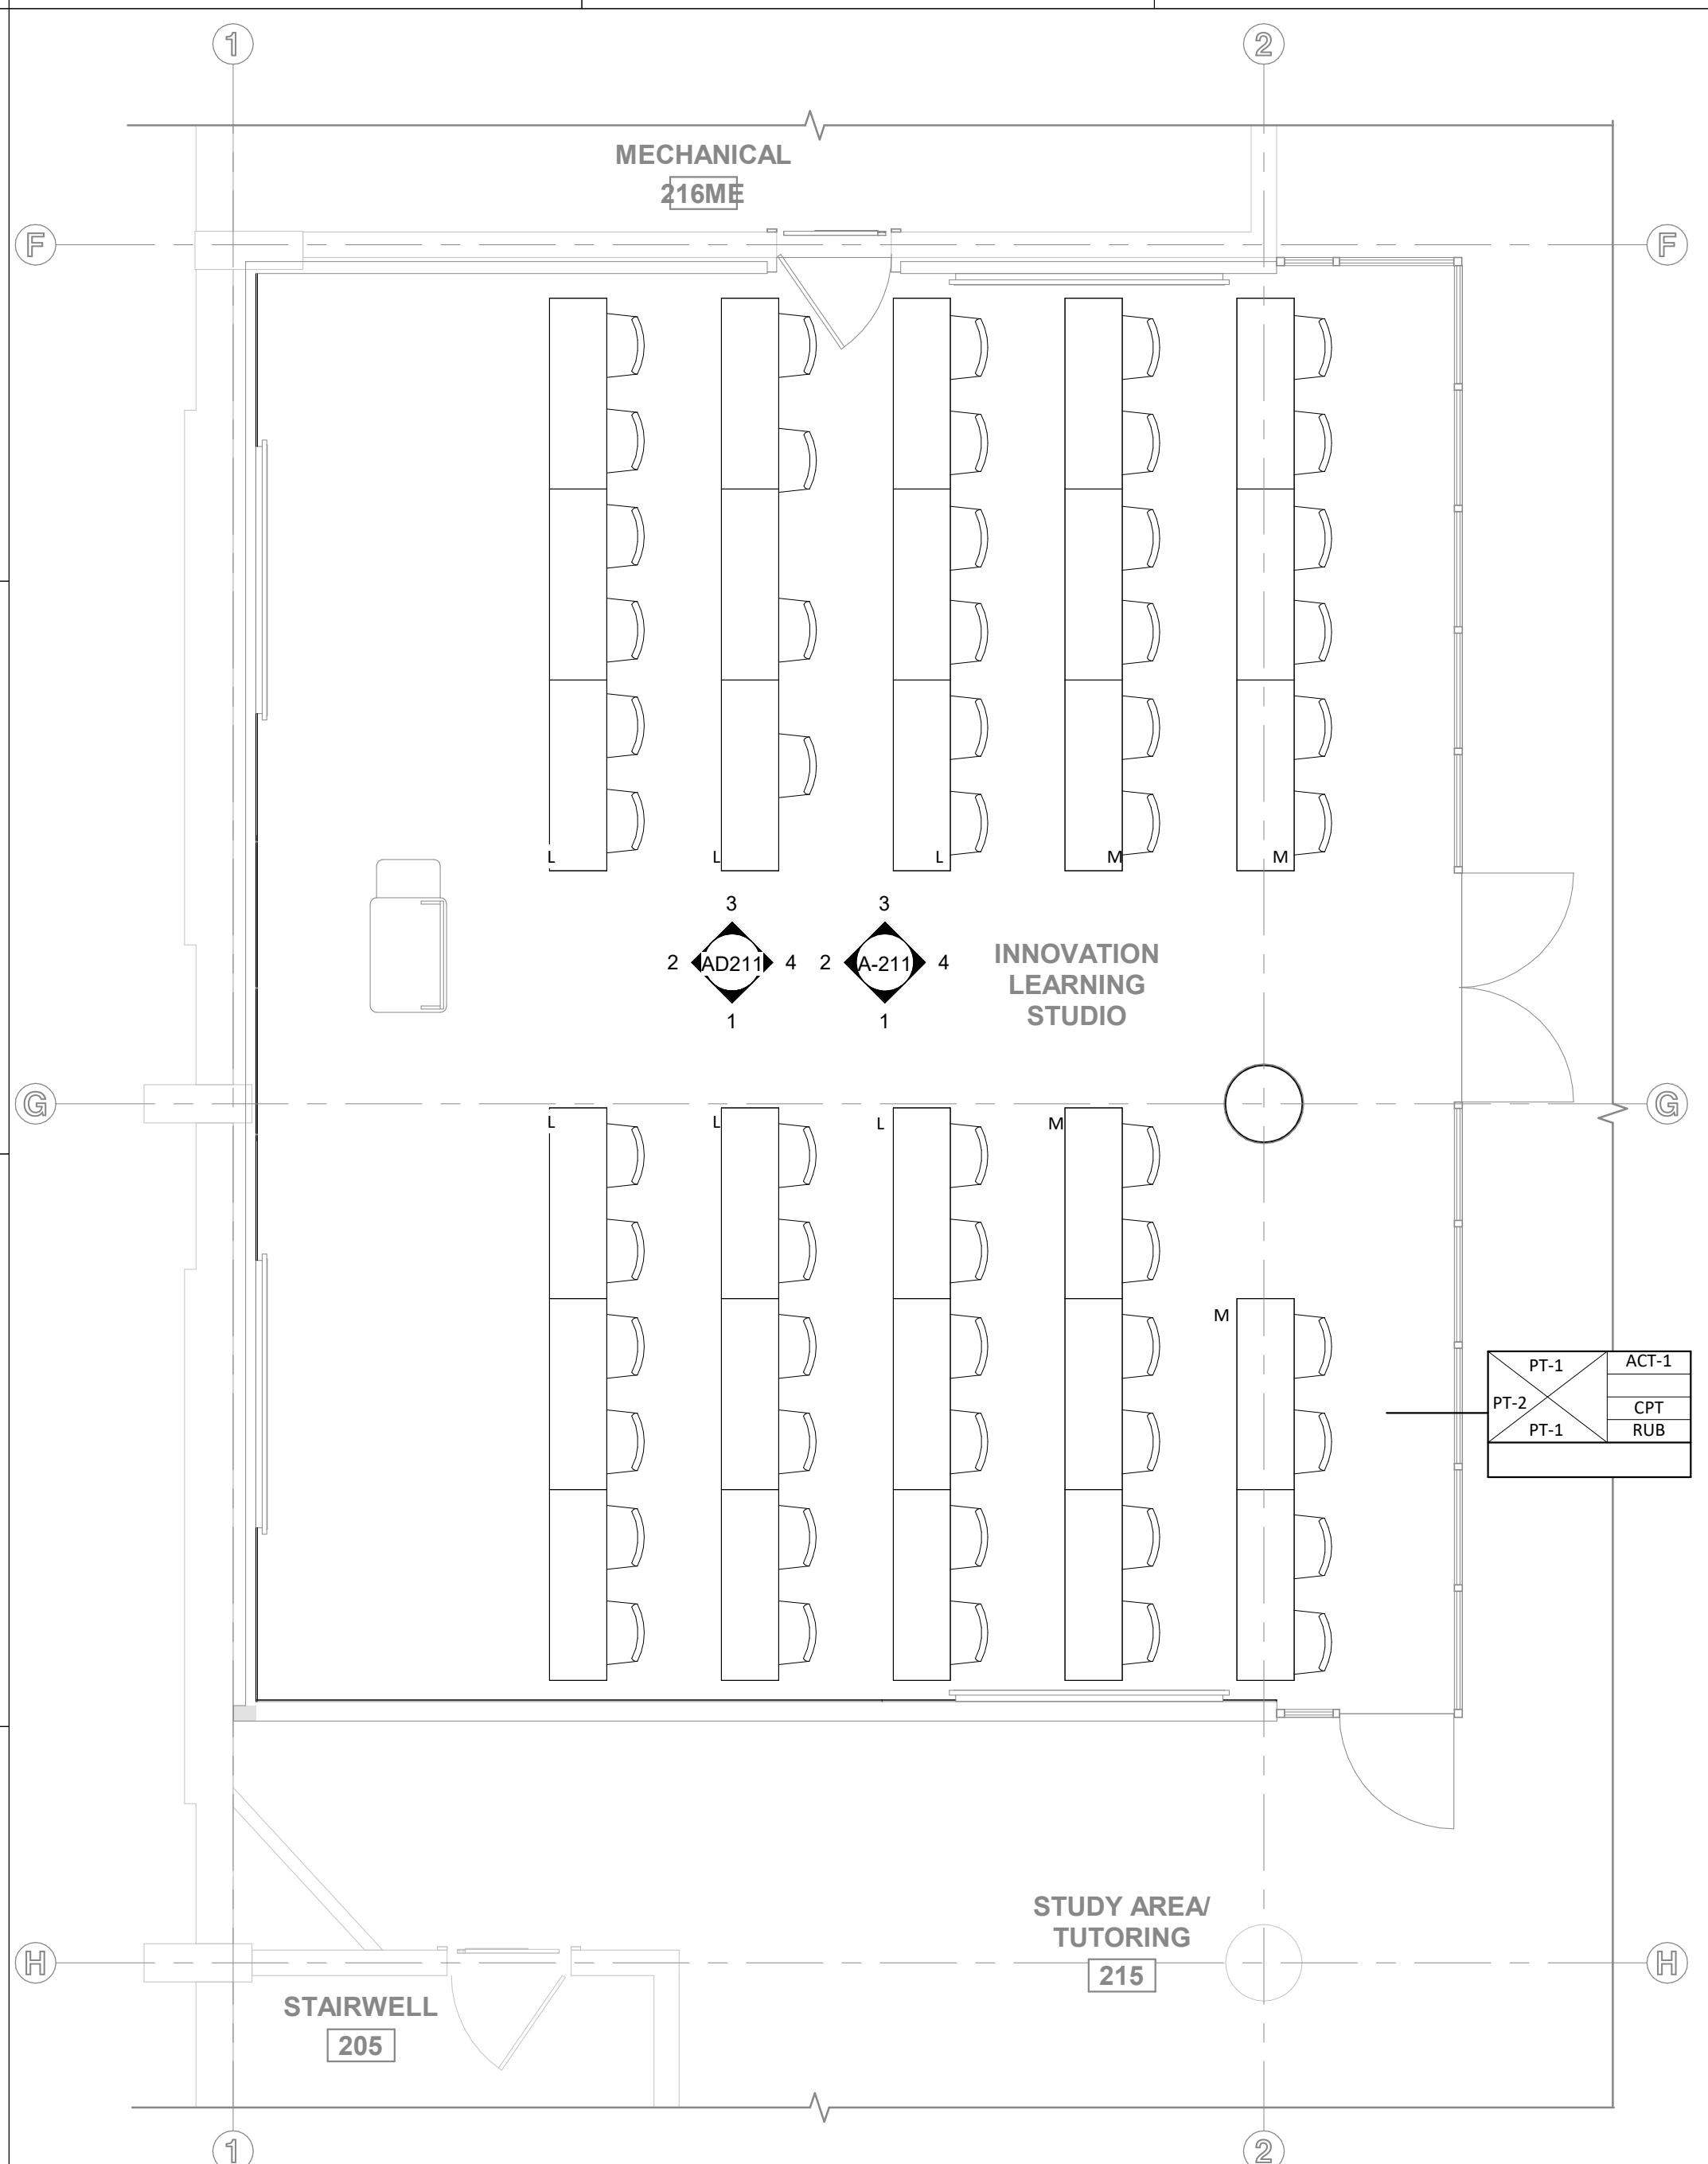 1
2
MECHANICAL
216ME
F
F
L
L
L
M
M
3
3
2
AD211
4
2
A-211
4
1
1
INNOVATION
LEARNING
STUDIO
G
G
L
L
L
M
M
PT-1
ACT-1
PT-2
CPT
PT-1
RUB
STUDY AREA/
TUTORING
215
H
H
STAIRWELL
205
1
2